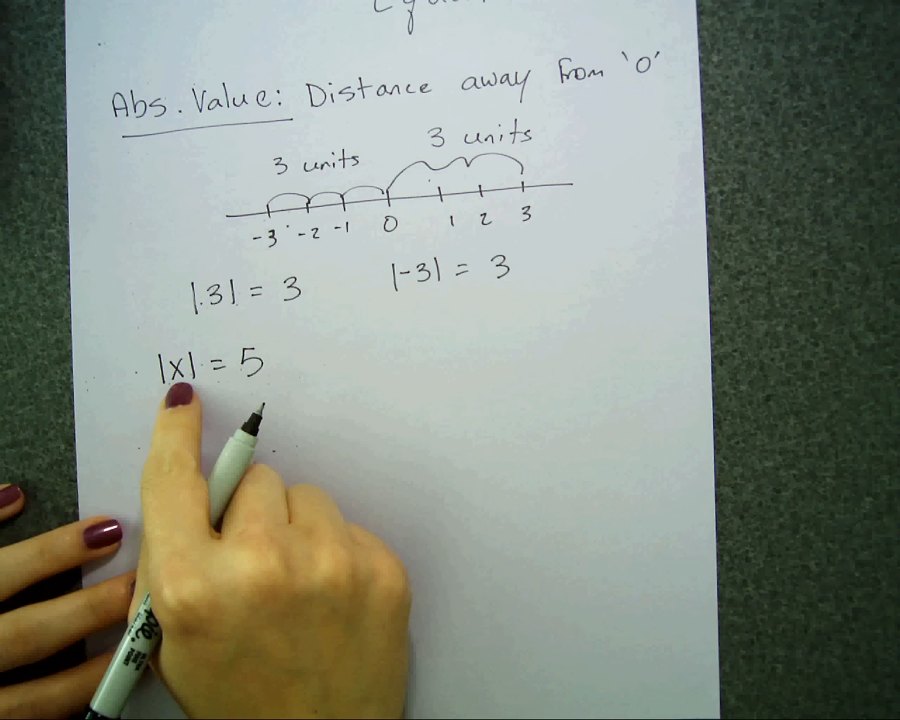 Abs. Value: Distance away from 'O'
3 units 3 units
-3 -2 -1 0 1 2 3
|3| = 3 |-3| = 3
|x| = 5